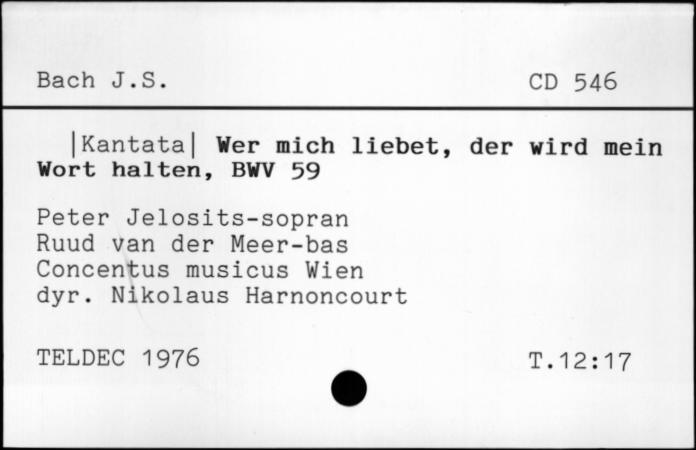 Bach J.S. CD 546
|Kantata| Wer mich liebet, der wird mein
Wort halten, BWV 59
Peter Jelosits-sopran
Ruud van der Meer-bas
Concentus musicus Wien
dyr. Nikolaus Harnoncourt
TELDEC 1976 T.12:17